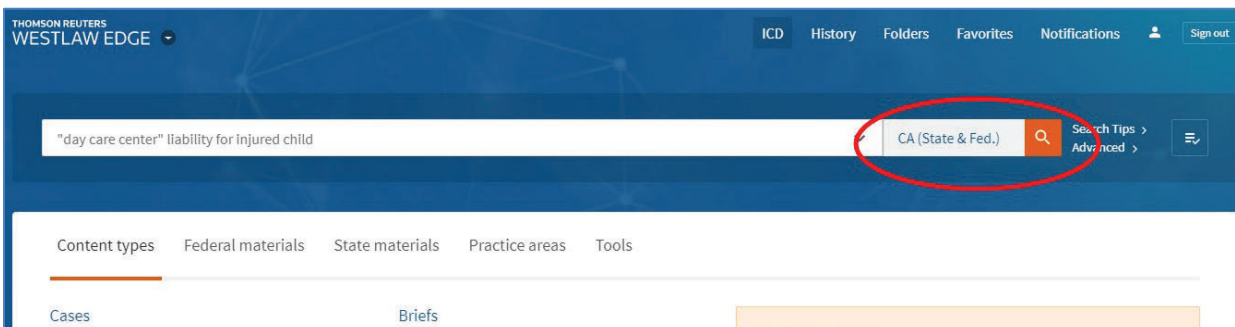 THOMSON REUTERS
WESTLAW EDGE
ICD History Folders Favorites Notifications Sign out
"day care center" liability for injured child
CA (State & Fed.)
Search Tips >
Advanced >
Content types Federal materials State materials Practice areas Tools
Cases Briefs